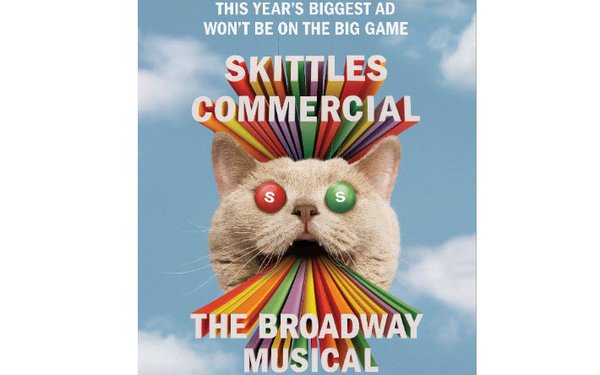 THIS YEAR'S BIGGEST AD
WON'T BE ON THE BIG GAME
SKITTLES
COMMERCIAL
S S
THE BROADWAY
MUSICAL